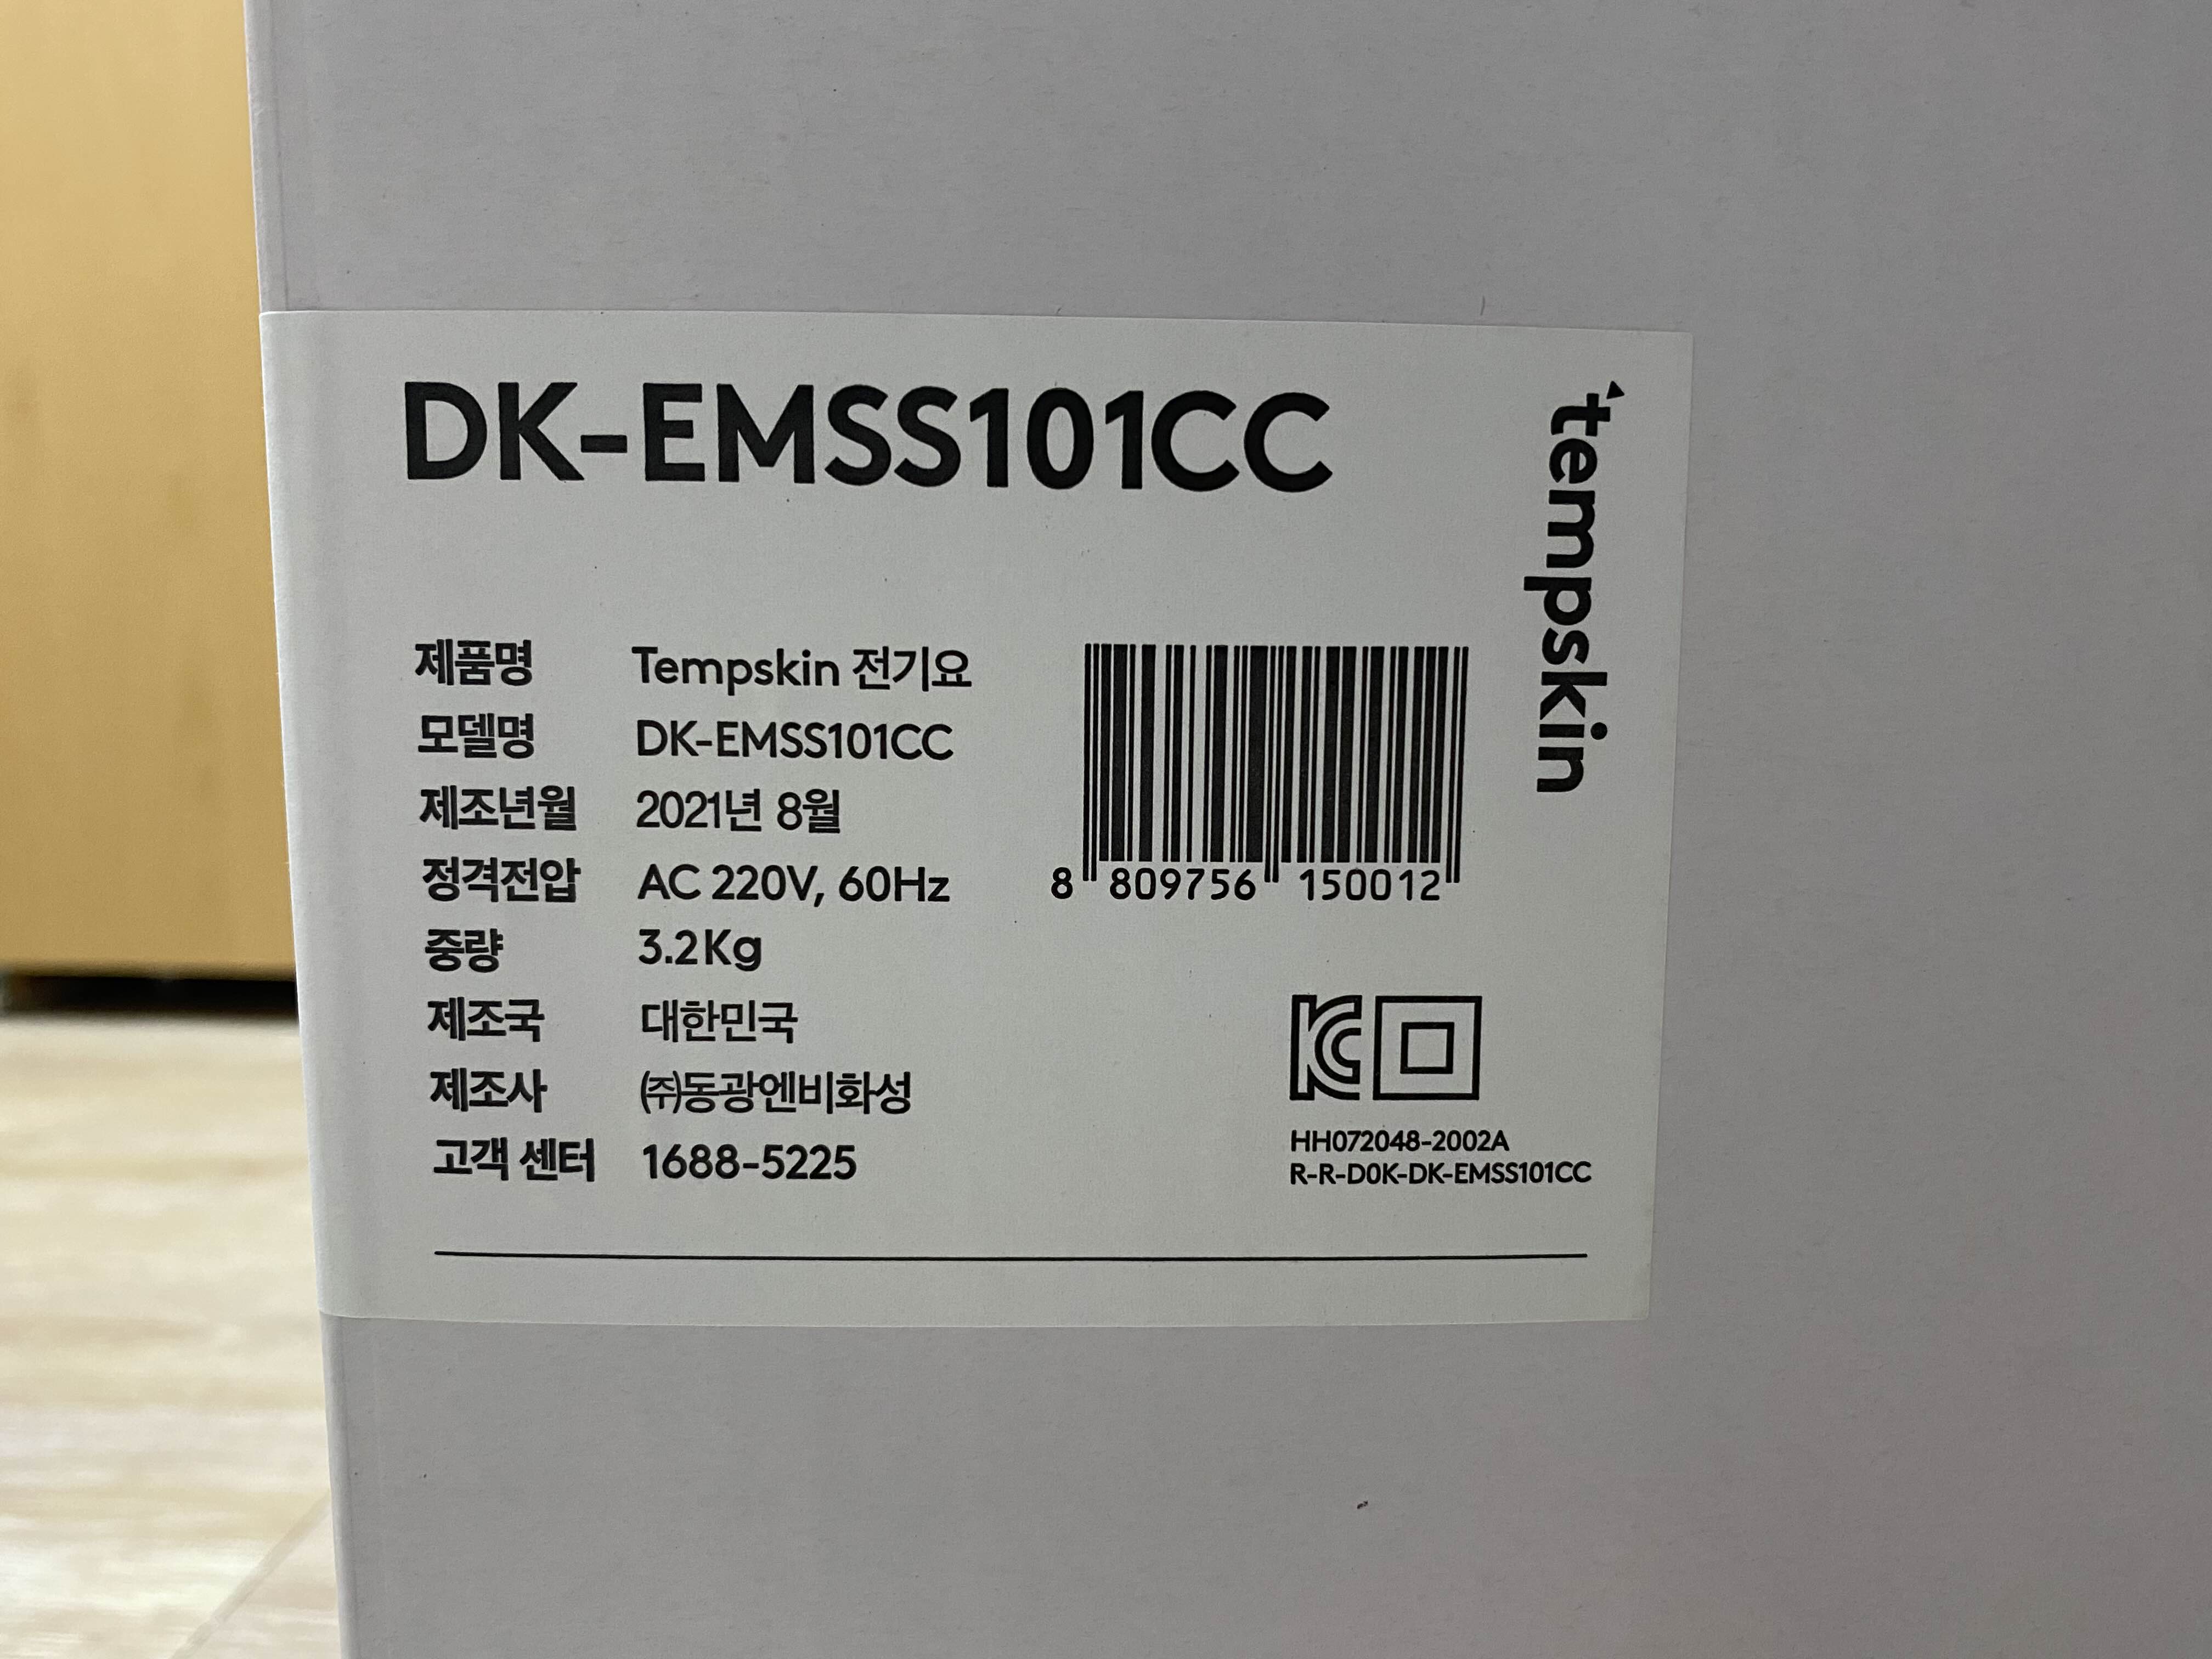 DK-EMSS101CC
tempskin
제품명 Tempskin 전기요
모델명 DK-EMSS101CC
제조년월 2021년 8월
정격전압 AC 220V, 60Hz
중량 3.2Kg
제조국 대한민국
제조사 ㈜동광엔비화성
고객 센터 1688-5225
8 809756 150012
KC
HH072048-2002A
R-R-D0K-DK-EMSS101CC